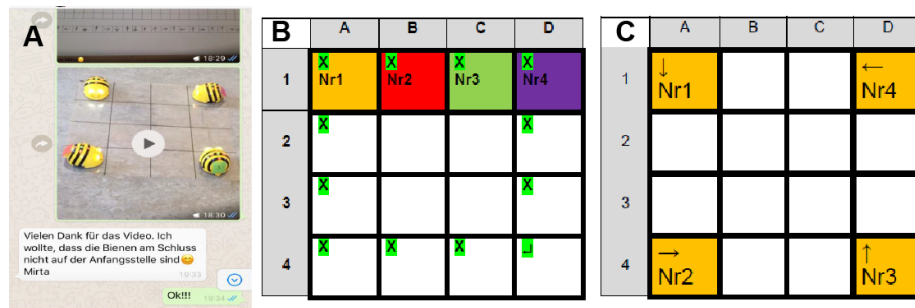 A
18:29
18:30
Vielen Dank für das Video. Ich
wollte, dass die Bienen am Schluss
nicht auf der Anfangsstelle sind😊
Mirta
18:33
Ok!!! 18:34
B
A B C D
1 X Nr1 X Nr2 X Nr3 X Nr4
2 X X
3 X X
4 X X X ┘
C
A B C D
1 ↓ Nr1 ← Nr4
2
3
4 → Nr2 ↑ Nr3